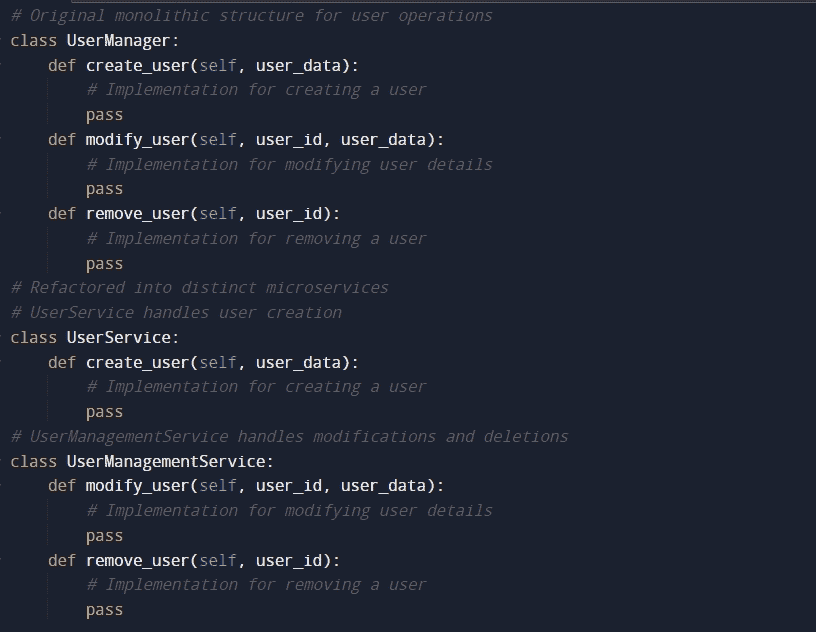 # Original monolithic structure for user operations
class UserManager:
    def create_user(self, user_data):
        # Implementation for creating a user
        pass
    def modify_user(self, user_id, user_data):
        # Implementation for modifying user details
        pass
    def remove_user(self, user_id):
        # Implementation for removing a user
        pass
# Refactored into distinct microservices
# UserService handles user creation
class UserService:
    def create_user(self, user_data):
        # Implementation for creating a user
        pass
# UserManagementService handles modifications and deletions
class UserManagementService:
    def modify_user(self, user_id, user_data):
        # Implementation for modifying user details
        pass
    def remove_user(self, user_id):
        # Implementation for removing a user
        pass